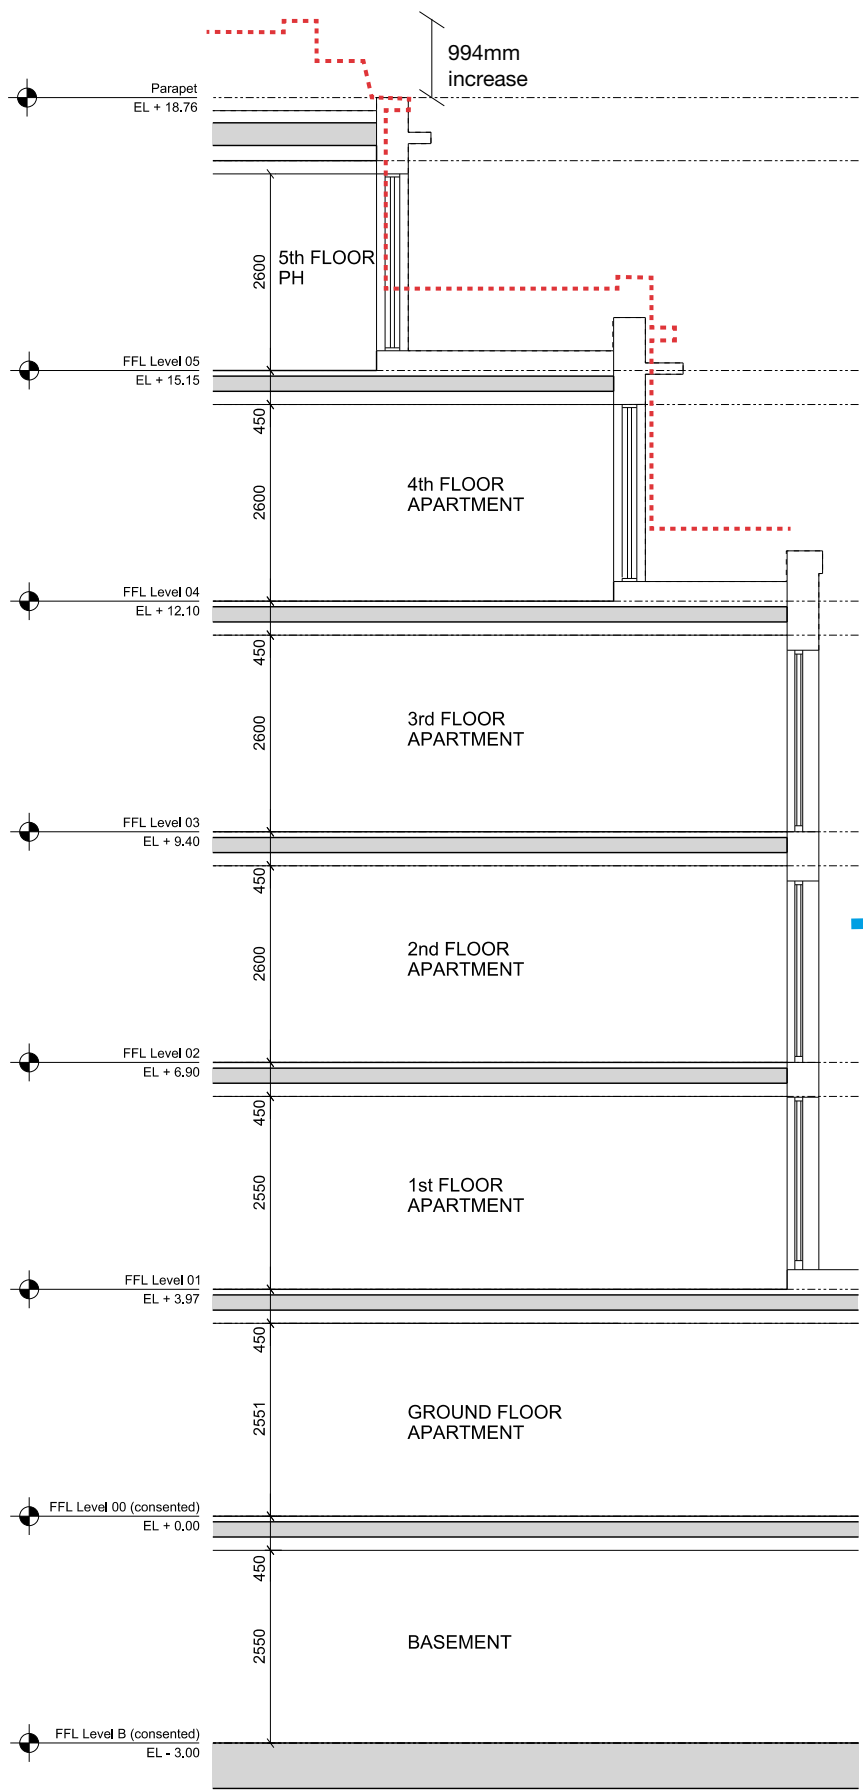 994mm
increase
Parapet
EL + 18.76
5th FLOOR
PH
2600
FFL Level 05
EL + 15.15
450
4th FLOOR
APARTMENT
2600
FFL Level 04
EL + 12.10
450
3rd FLOOR
APARTMENT
2600
FFL Level 03
EL + 9.40
450
2nd FLOOR
APARTMENT
2600
FFL Level 02
EL + 6.90
450
1st FLOOR
APARTMENT
2550
FFL Level 01
EL + 3.97
450
GROUND FLOOR
APARTMENT
2551
FFL Level 00 (consented)
EL + 0.00
450
BASEMENT
2550
FFL Level B (consented)
EL - 3.00